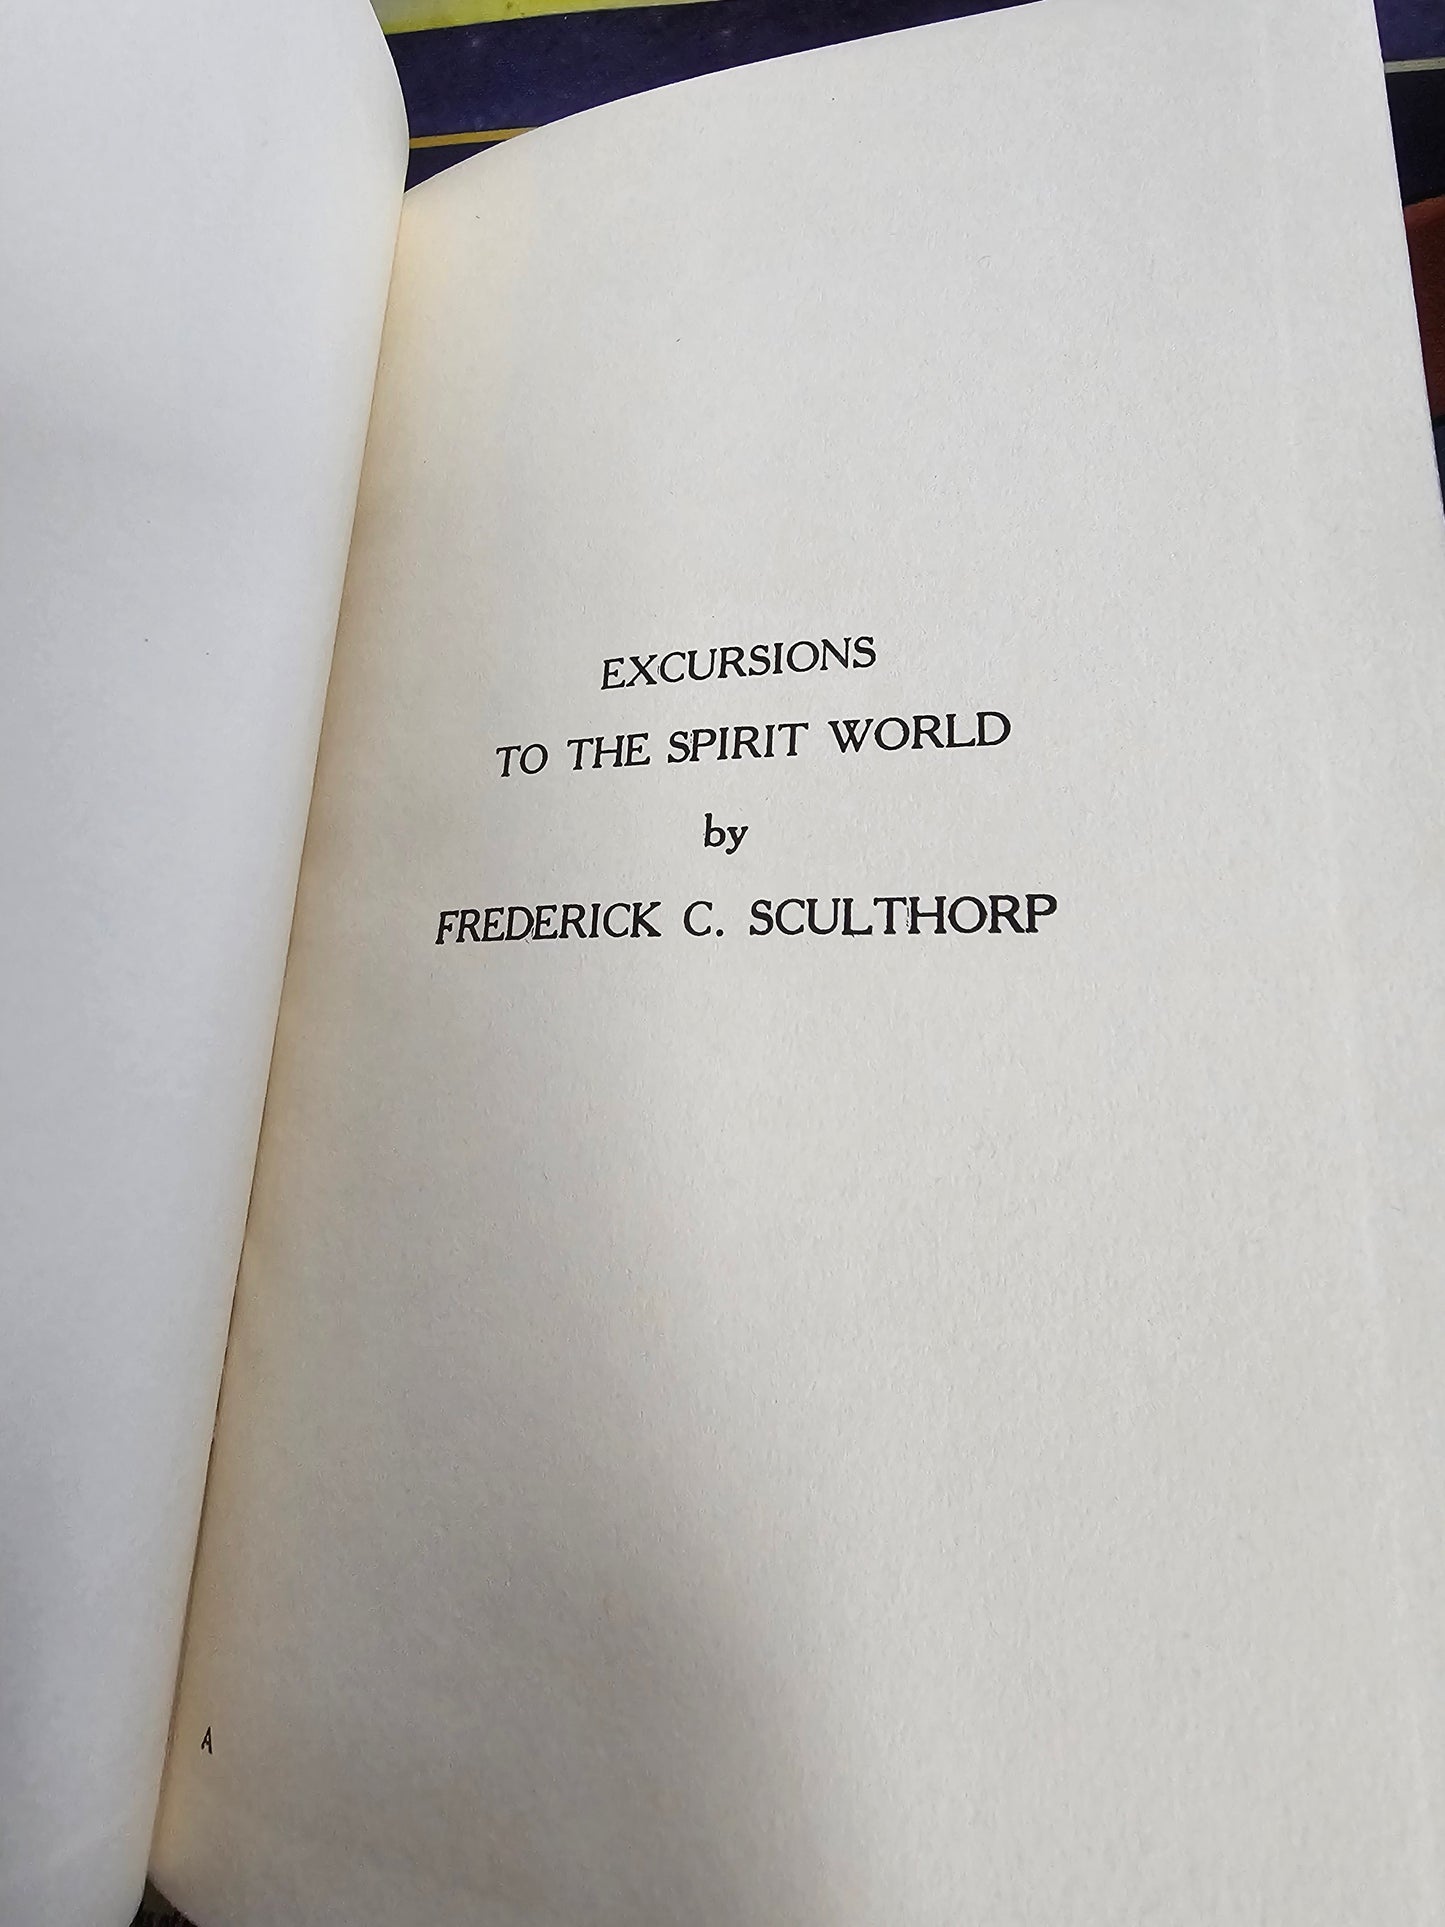 EXCURSIONS
TO THE SPIRIT WORLD
by
FREDERICK C. SCULTHORP
A